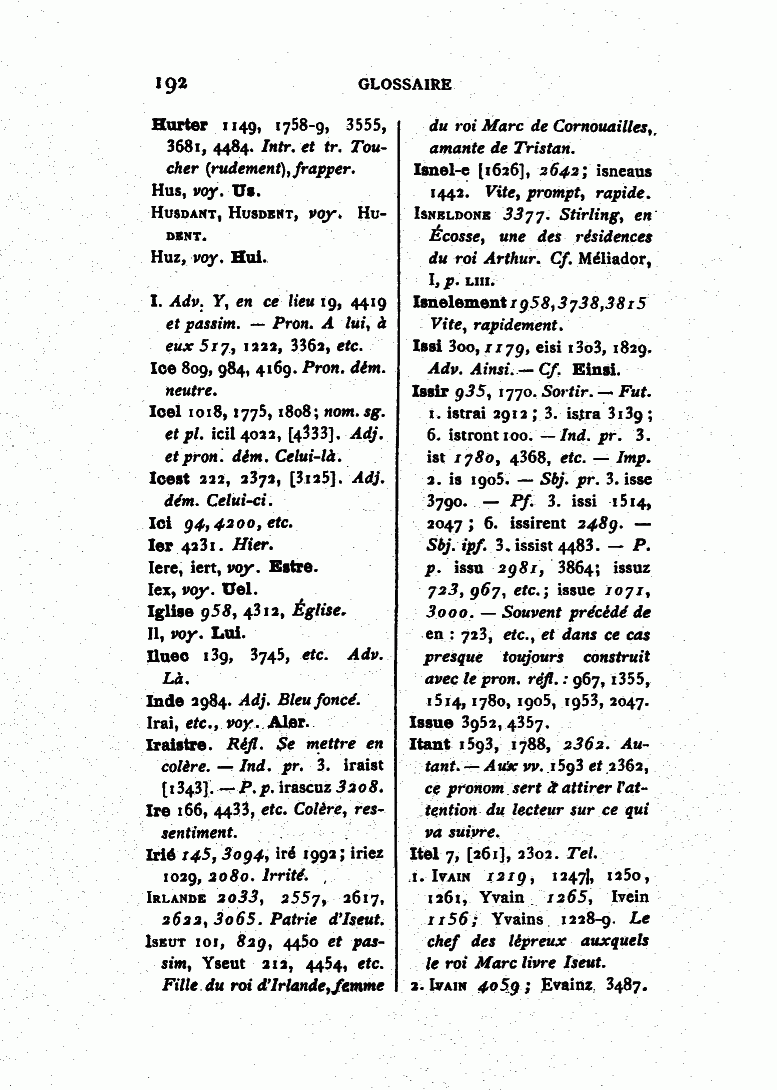 192 GLOSSAIRE
Hurter 1149, 1758-9, 3555,
3681, 4484. Intr. et tr. Tou-
cher (rudement), frapper.
Hus, voy. Us.
HUSDANT, HUSDENT, voy. HU-
DENT.
Huz, voy. Hui.
I. Adv. Y, en ce lieu 19, 4419
et passim. — Pron. A lui, à
eux 517, 1222, 3362, etc.
Ice 809, 984, 4169. Pron. dém.
neutre.
Icel 1018, 1775, 1808; nom. sg.
et pl. icil 4022, [4333]. Adj.
et pron. dém. Celui-là.
Icest 222, 2372, [3125]. Adj.
dém. Celui-ci.
Ici 94, 4200, etc.
Ier 4231. Hier.
Iere, iert, voy. Estre.
Iex, voy. Uel.
Iglise 958, 4312, Église.
Il, voy. Lui.
Iluec 139, 3745, etc. Adv.
Là.
Inde 2984. Adj. Bleu foncé.
Irai, etc., voy. Aler.
Iraistre. Réfl. Se mettre en
colère. — Ind. pr. 3. iraist
[1343]. — P. p. irascuz 3208.
Ire 166, 4433, etc. Colère, res-
sentiment.
Irié 145, 3094, iré 1992; iriez
1029, 2080. Irrité.
IRLANDE 2033, 2557, 2617,
2622, 3065. Patrie d'Iseut.
ISEUT 101, 829, 4450 et pas-
sim, Yseut 212, 4454, etc.
Fille du roi d'Irlande, femme
du roi Marc de Cornouailles,
amante de Tristan.
Isnel-e [1626], 2642; isneaus
1442. Vite, prompt, rapide.
ISNELDONE 3377. Stirling, en
Écosse, une des résidences
du roi Arthur. Cf. Méliador,
I, p. LIII.
Isnelement 1958, 3738, 3815
Vite, rapidement.
Issi 300, 1179, eisi 1303, 1829.
Adv. Ainsi. — Cf. Einsi.
Issir 935, 1770. Sortir. — Fut.
1. istrai 2912; 3. istra 3139;
6. istront 100. — Ind. pr. 3.
ist 1780, 4368, etc. — Imp.
2. is 1905. — Sbj. pr. 3. isse
3790. — Pf. 3. issi 1514,
2047; 6. issirent 2489. —
Sbj. ipf. 3. issist 4483. — P.
p. issu 2981, 3864; issuz
723, 967, etc.; issue 1071,
3000. — Souvent précédé de
en : 723, etc., et dans ce cas
presque toujours construit
avec le pron. réfl. : 967, 1355,
1514, 1780, 1905, 1953, 2047.
Issue 3952, 4357.
Itant 1593, 1788, 2362. Au-
tant. — Aux vv. 1593 et 2362,
ce pronom sert à attirer l'at-
tention du lecteur sur ce qui
va suivre.
Itel 7, [261], 2302. Tel.
1. IVAIN 1219, 1247, 1250,
1261, Yvain 1265, Ivein
1156; Yvains 1228-9. Le
chef des lépreux auxquels
le roi Marc livre Iseut.
2. IVAIN 4059; Evainz 3487.